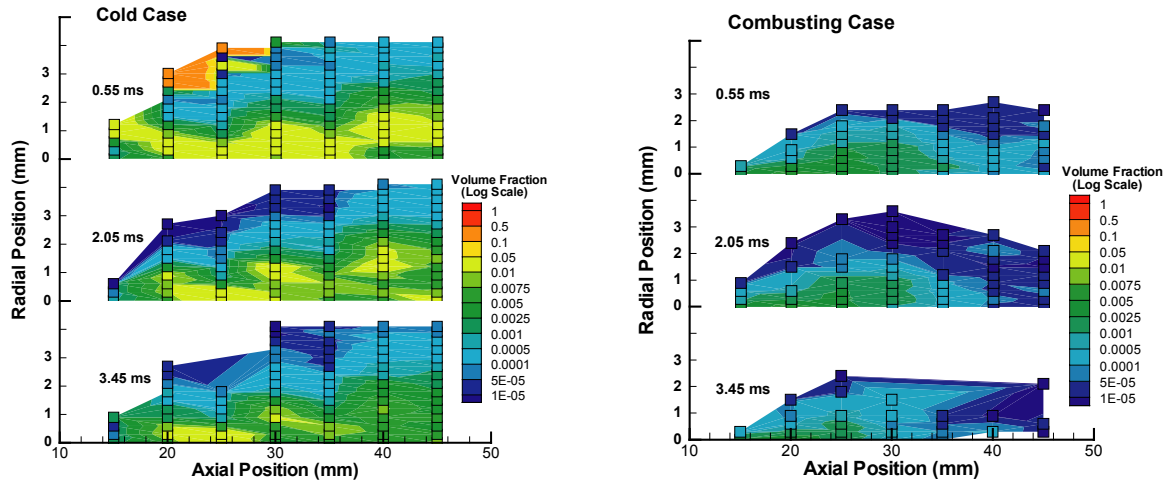 Cold Case
Radial Position (mm)
0.55 ms
3
2
1
0
2.05 ms
3
2
1
0
3.45 ms
3
2
1
0
10 20 30 40 50
Axial Position (mm)
Volume Fraction
(Log Scale)
1
0.5
0.1
0.05
0.01
0.0075
0.005
0.0025
0.001
0.0005
0.0001
5E-05
1E-05
Combusting Case
Radial Position (mm)
0.55 ms
3
2
1
0
2.05 ms
3
2
1
0
3.45 ms
3
2
1
0
10 20 30 40 50
Axial Position (mm)
Volume Fraction
(Log Scale)
1
0.5
0.1
0.05
0.01
0.0075
0.005
0.0025
0.001
0.0005
0.0001
5E-05
1E-05